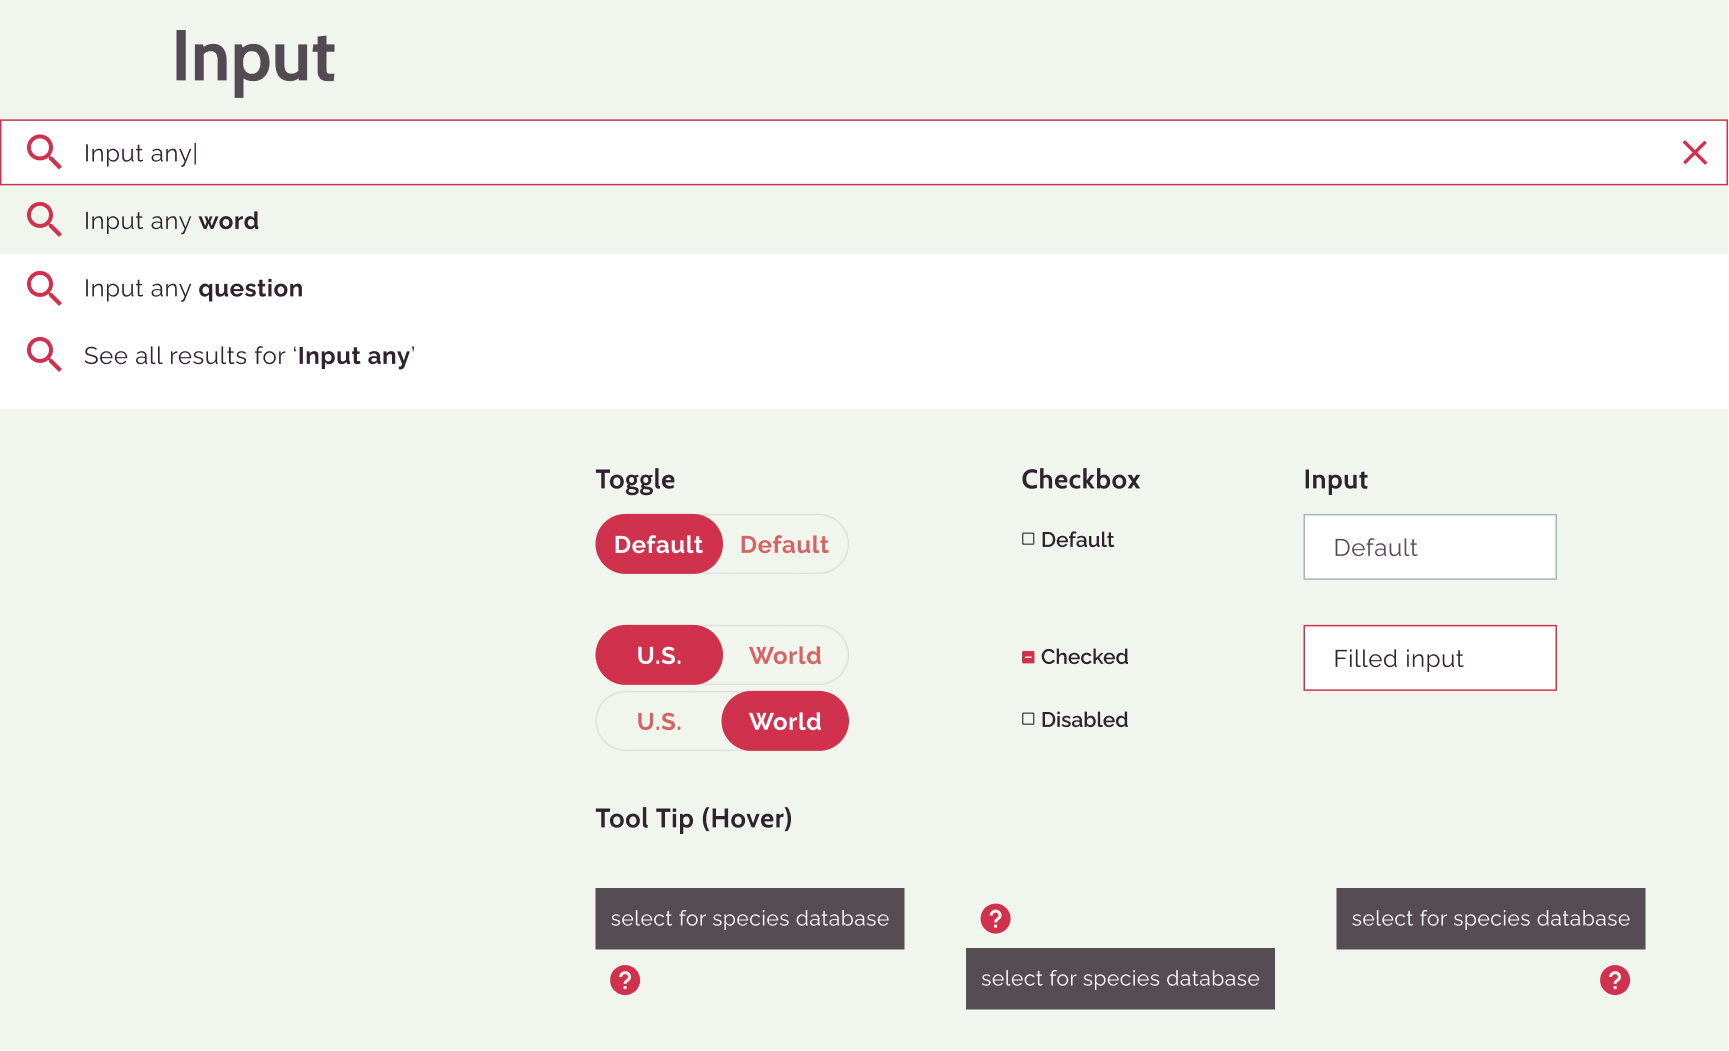 Input
Input any
Input any word
Input any question
See all results for ‘Input any’
Toggle
Checkbox
Input
Default Default
Default
Default
U.S. World
Checked
Filled input
U.S. World
Disabled
Tool Tip (Hover)
select for species database
?
select for species database
?
select for species database
?